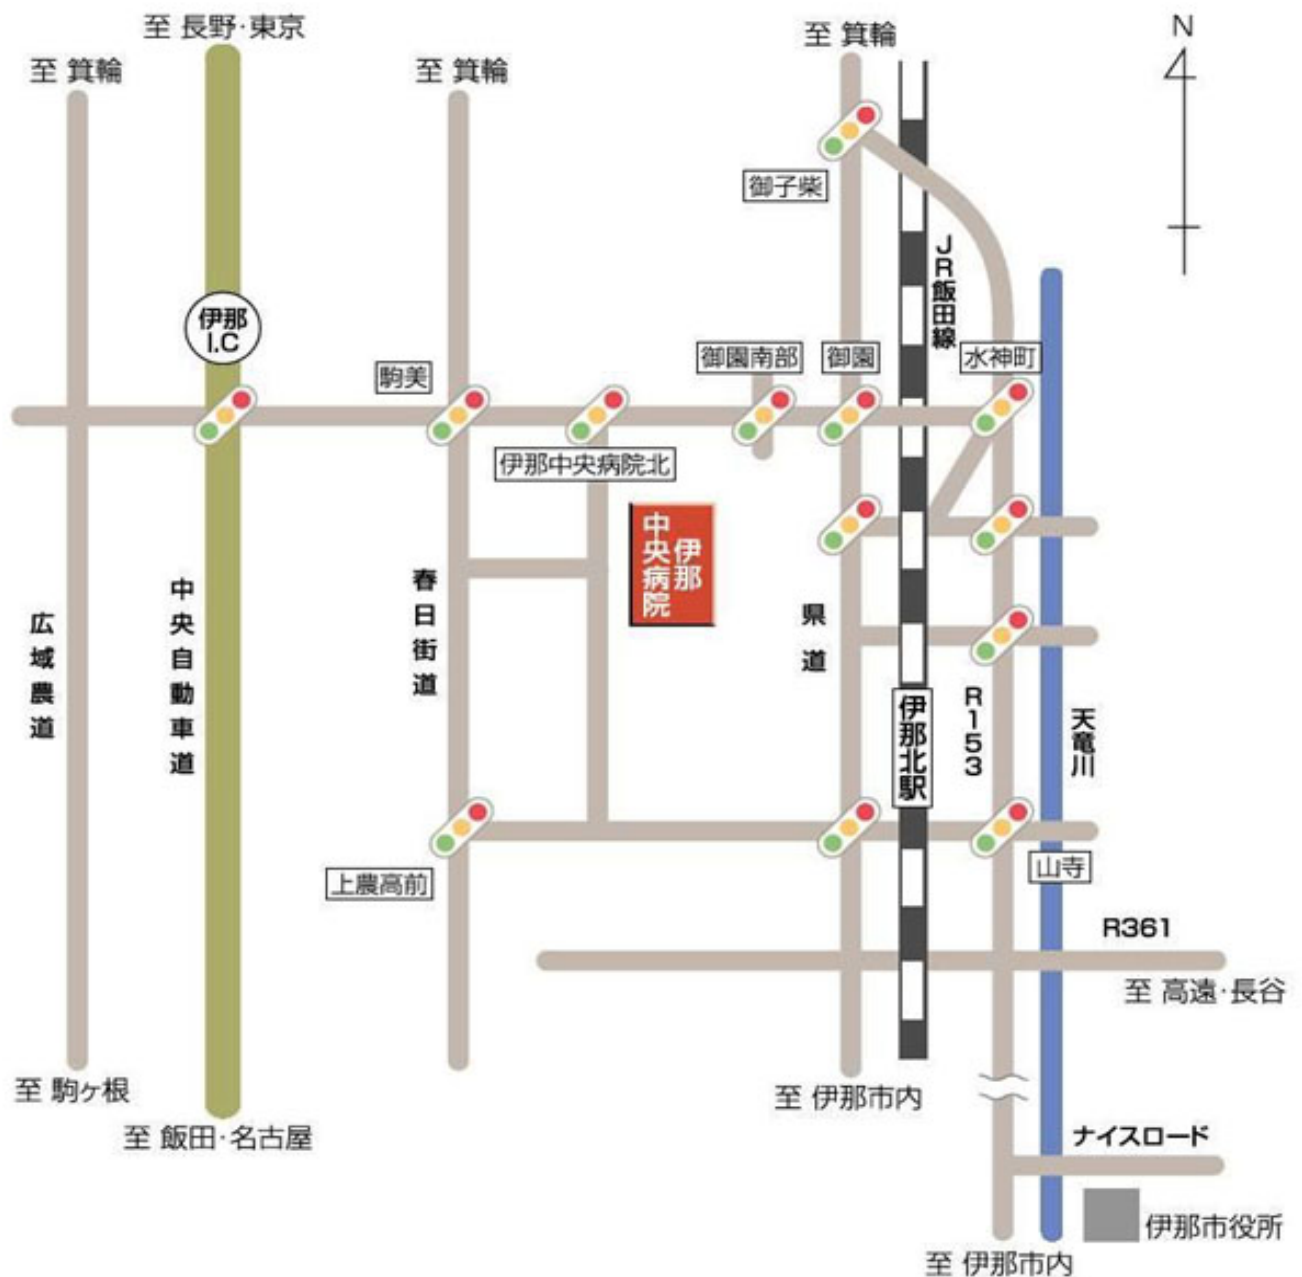 至 長野・東京
至 箕輪
至 箕輪
至 箕輪
N
御子柴
JR飯田線
伊那
I.C
駒美
御園南部
御園
水神町
伊那中央病院北
伊那
中央病院
広域農道
中央自動車道
春日街道
県道
伊那北駅
R153
天竜川
上農高前
山寺
R361
至 高遠・長谷
至 駒ヶ根
至 飯田・名古屋
至 伊那市内
ナイスロード
伊那市役所
至 伊那市内